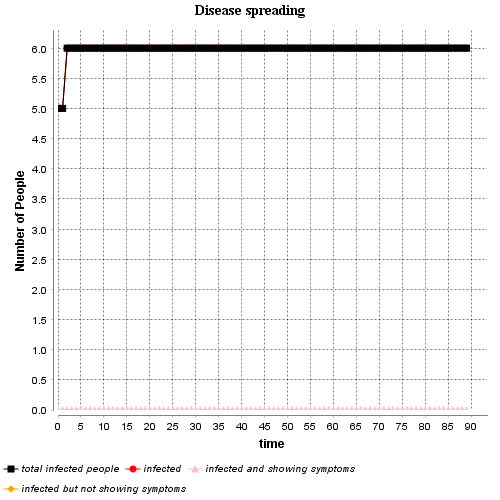 Disease spreading
Number of People
6.0
5.5
5.0
4.5
4.0
3.5
3.0
2.5
2.0
1.5
1.0
0.5
0.0
0 5 10 15 20 25 30 35 40 45 50 55 60 65 70 75 80 85 90
time
total infected people infected infected and showing symptoms
infected but not showing symptoms